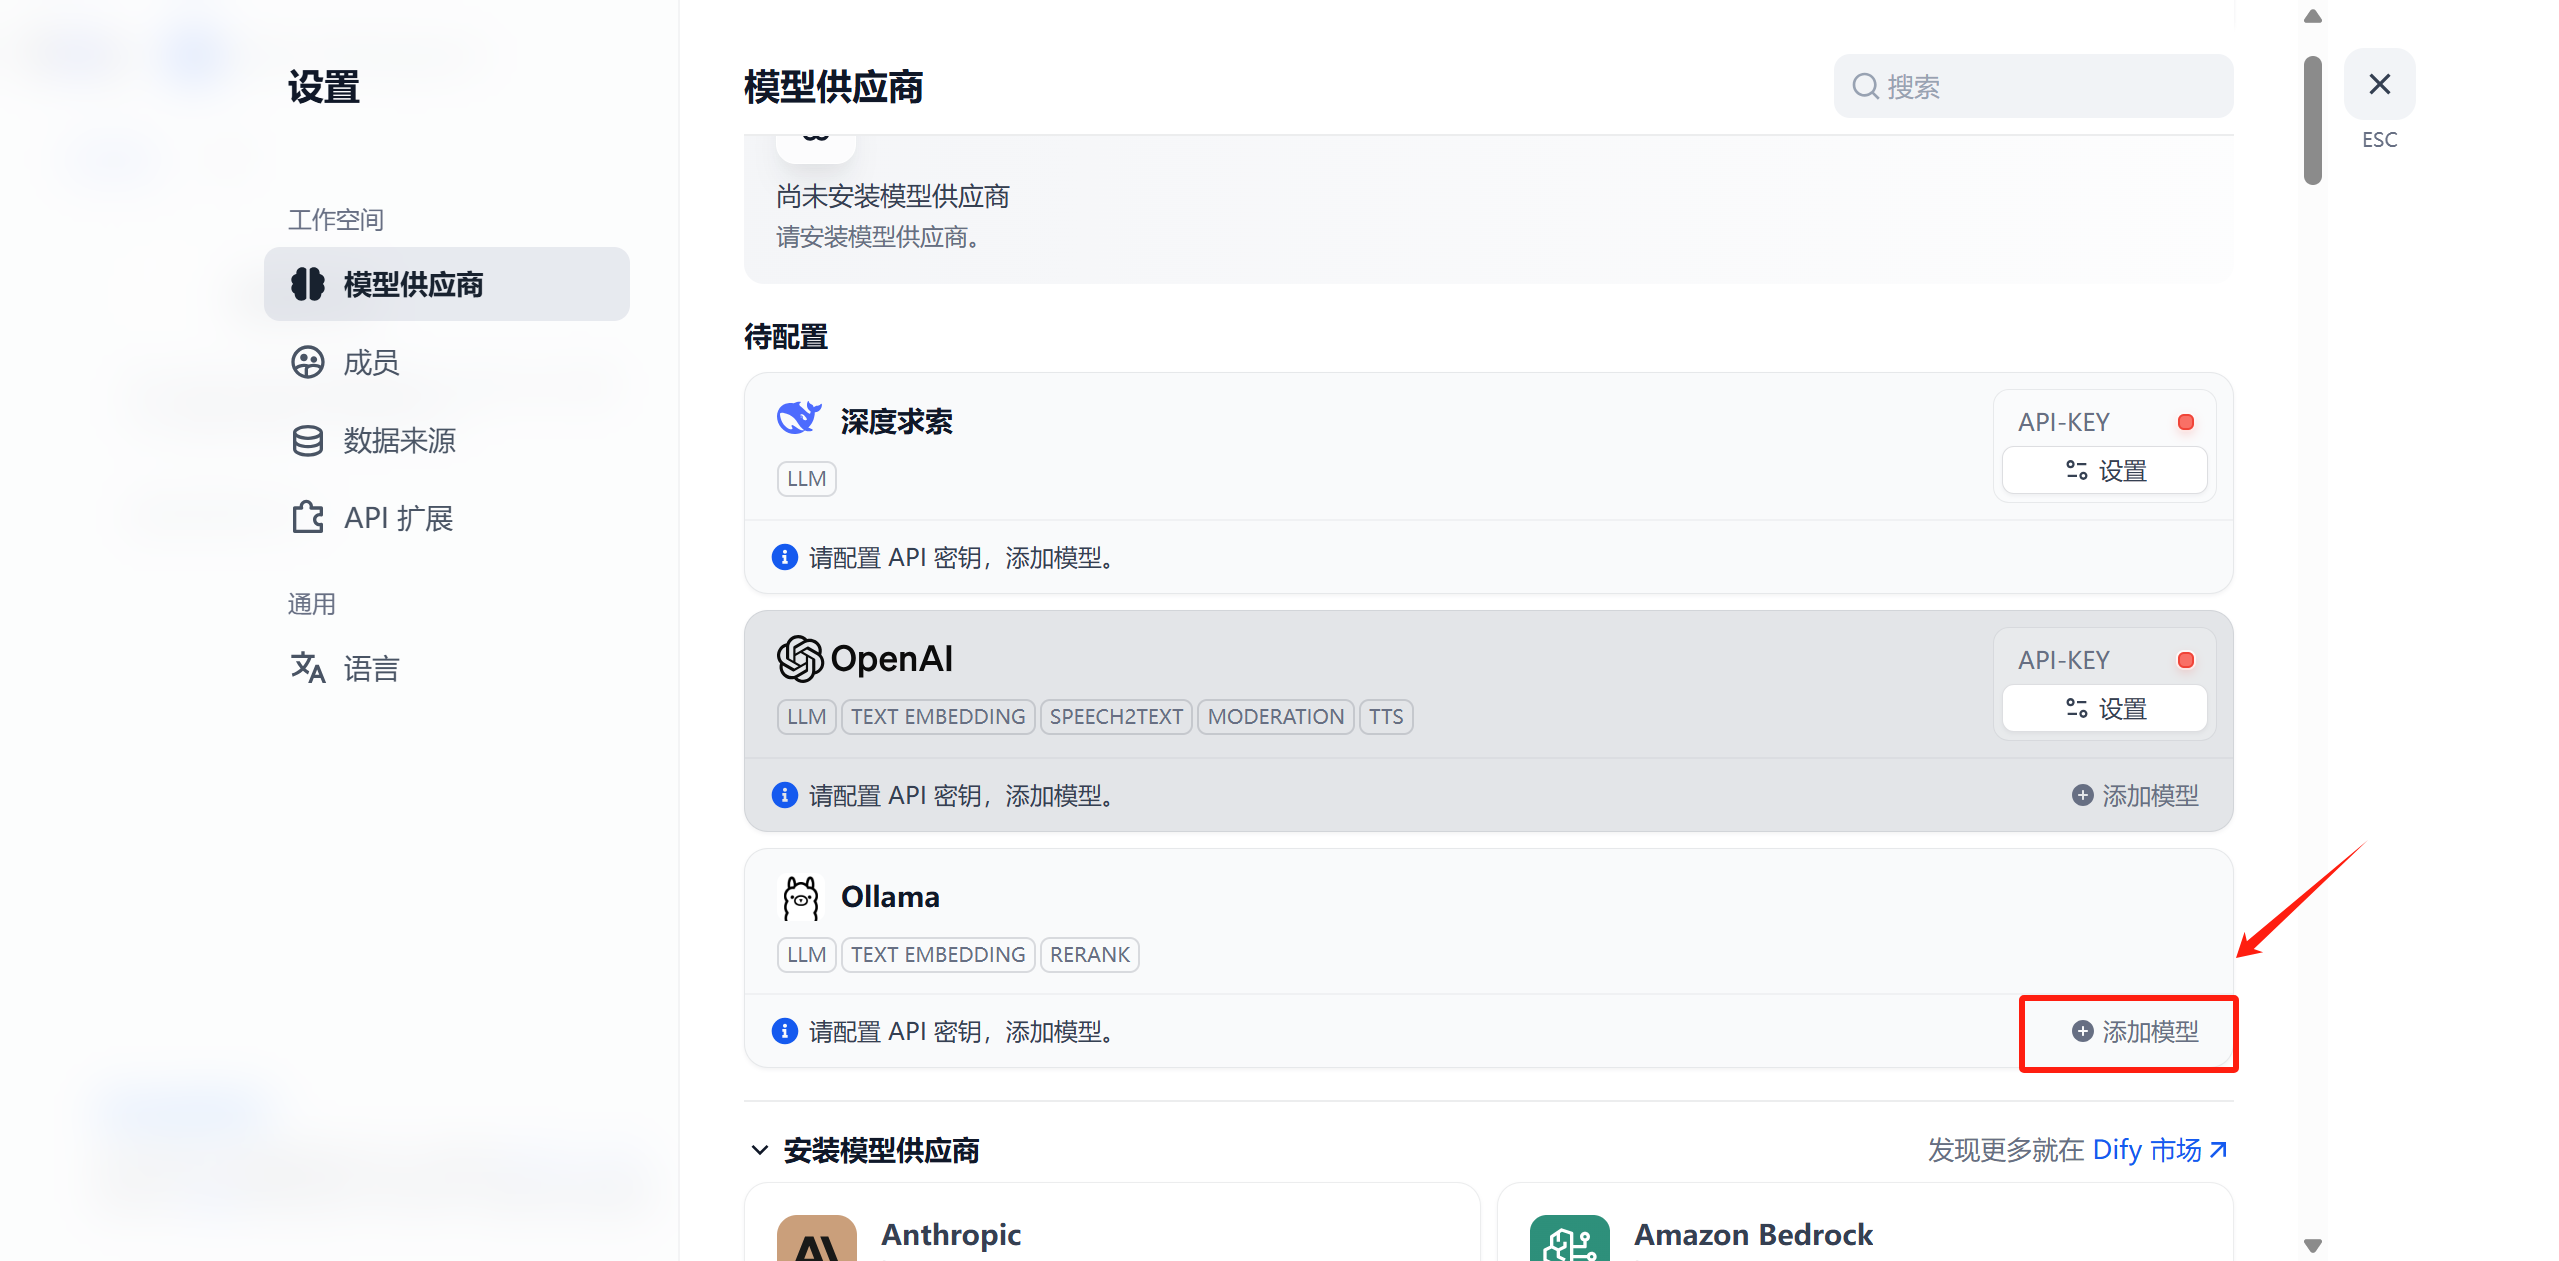 设置
工作空间
模型供应商
成员
数据来源
API 扩展
通用
语言
模型供应商
搜索
ESC
尚未安装模型供应商
请安装模型供应商。
待配置
深度求索
LLM
API-KEY
设置
请配置 API 密钥，添加模型。
OpenAI
LLM TEXT EMBEDDING SPEECH2TEXT MODERATION TTS
API-KEY
设置
请配置 API 密钥，添加模型。
添加模型
Ollama
LLM TEXT EMBEDDING RERANK
请配置 API 密钥，添加模型。
添加模型
安装模型供应商
发现更多就在 Dify 市场
Anthropic
Amazon Bedrock